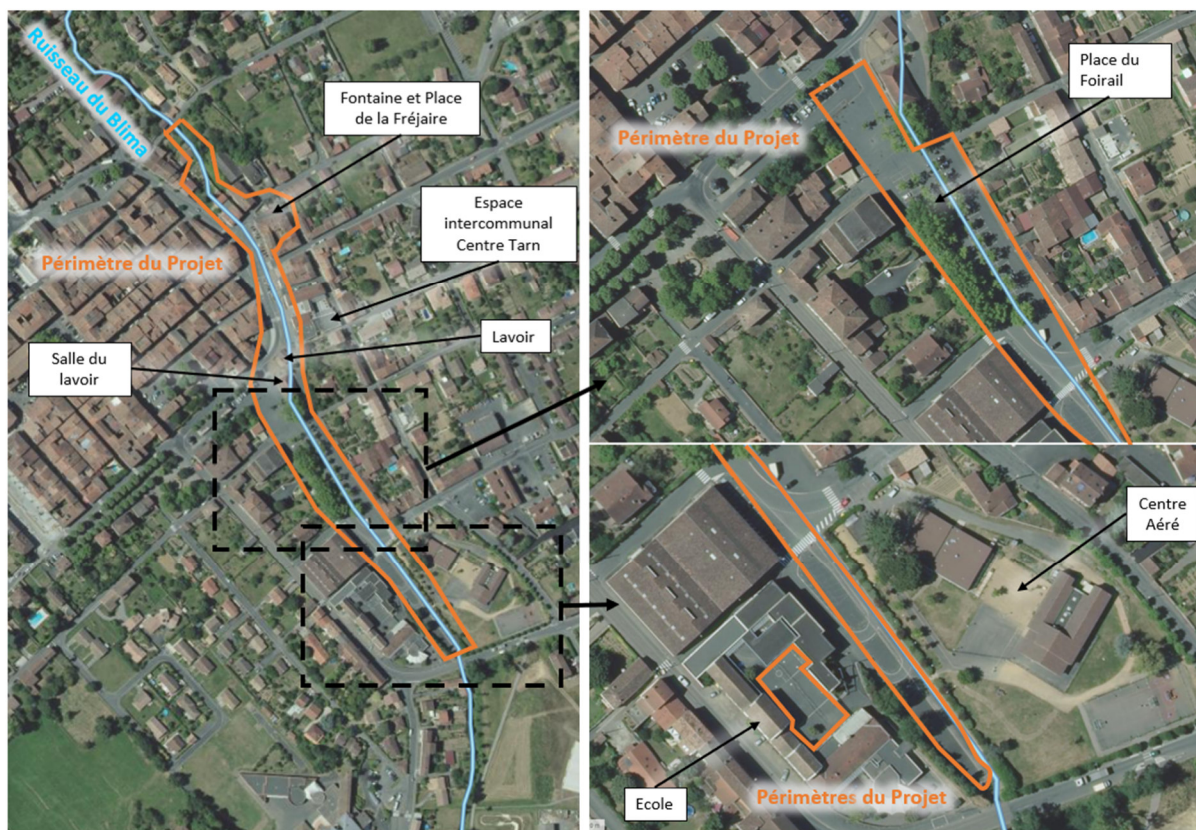 Ruisseau du Blima
Fontaine et Place
de la Fréjaire
Espace
intercommunal
Centre Tarn
Périmètre du Projet
Lavoir
Salle du
lavoir
Place du
Foirail
Périmètre du Projet
Centre
Aéré
Ecole
Périmètres du Projet